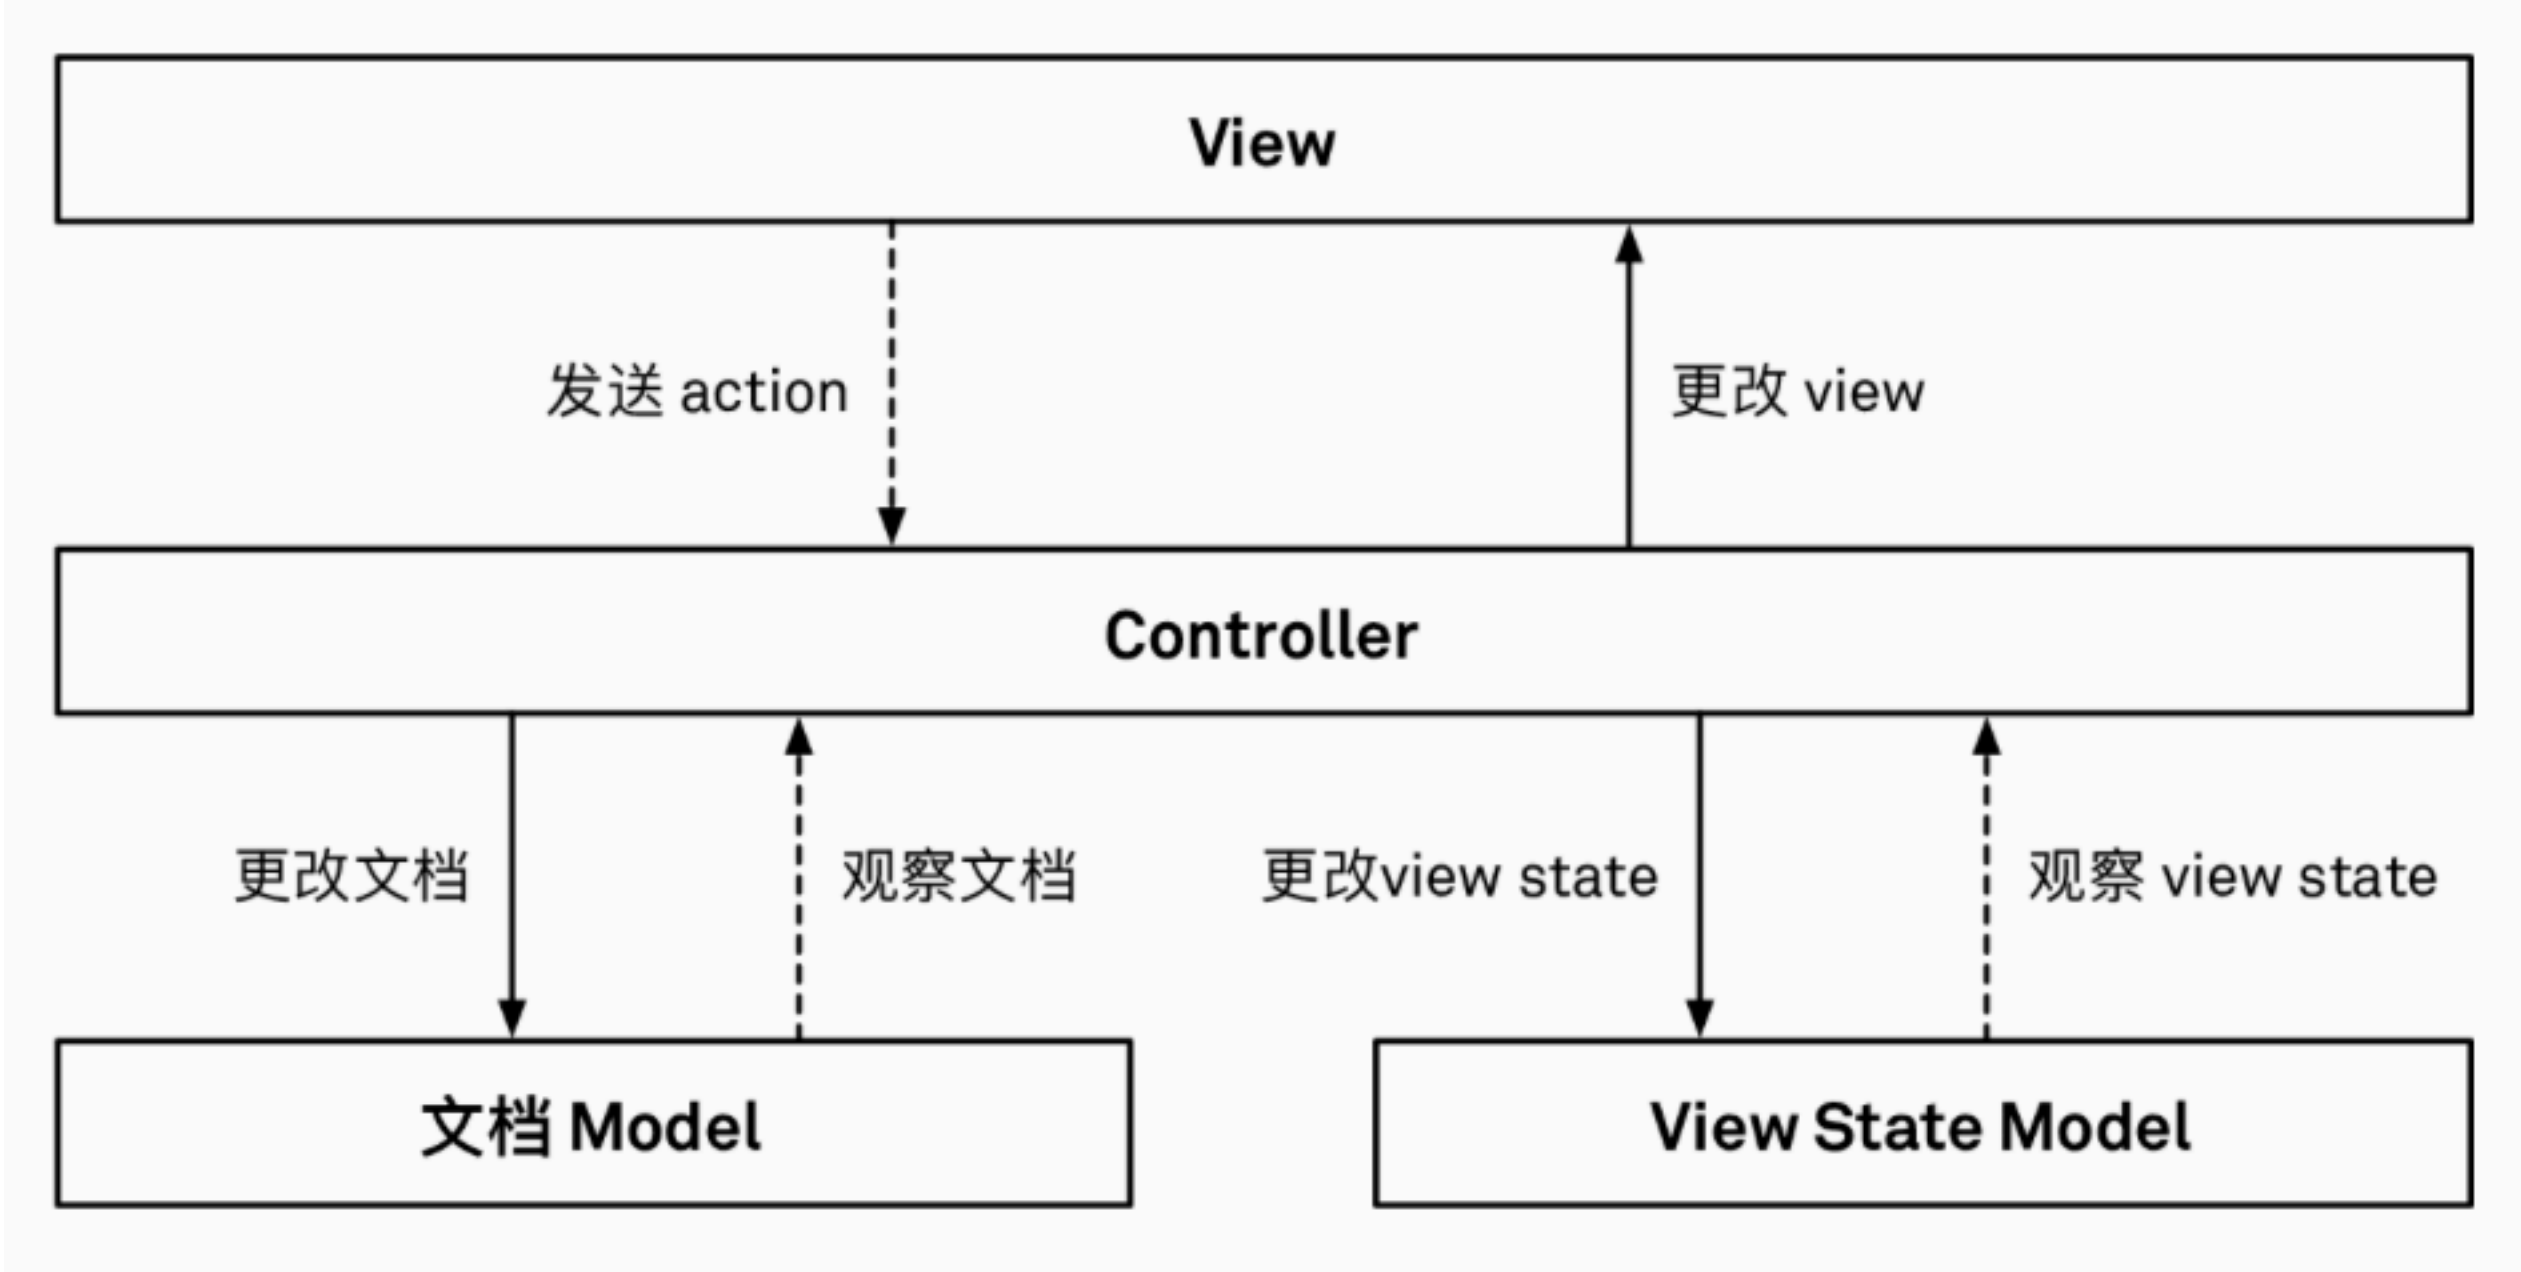 View
发送 action
更改 view
Controller
更改文档
观察文档
更改view state
观察 view state
文档 Model
View State Model